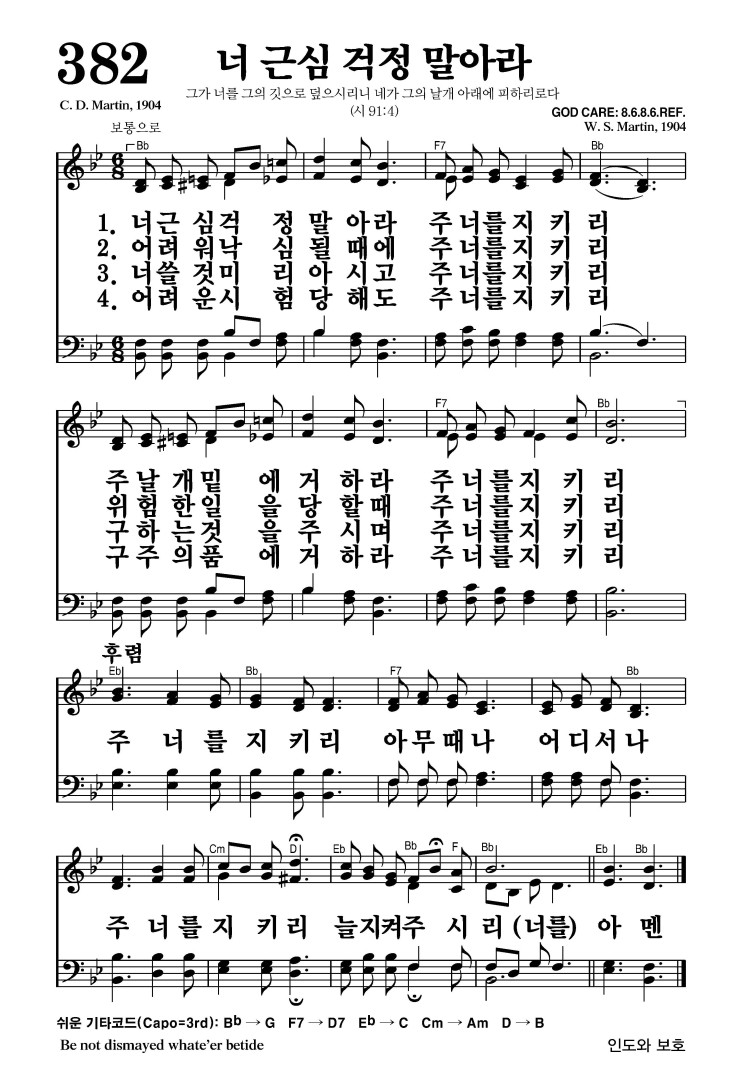 382
너 근심 걱정 말아라
그가 너를 그의 깃으로 덮으시리니 네가 그의 날개 아래에 피하리로다
(시 91:4)
C. D. Martin, 1904
GOD CARE: 8.6.8.6.REF.
W. S. Martin, 1904
보통으로
Bb F7 Bb
6 8
1. 너근 심걱 정말 아라 주너를지 키리
2. 어려 워낙 심될 때에 주너를지 키리
3. 너쓸 것미 리아 시고 주너를지 키리
4. 어려 운시 험당 해도 주너를지 키리
6 8
F7 Bb
주날 개밑 에거 하라 주너를지 키리
위험 한일 을당 할때 주너를지 키리
구하 는것 을주 시며 주너를지 키리
구주 의품 에거 하라 주너를지 키리
후렴
Eb Bb F7 Bb
주 너를 지키리 아무때나 어디서나
Cm D Eb Bb F Bb Eb Bb
주 너를지 키리 늘지켜주 시리(너를) 아멘
쉬운 기타코드(Capo=3rd): Bb → G F7 → D7 Eb → C Cm → Am D → B
Be not dismayed whate'er betide
인도와 보호